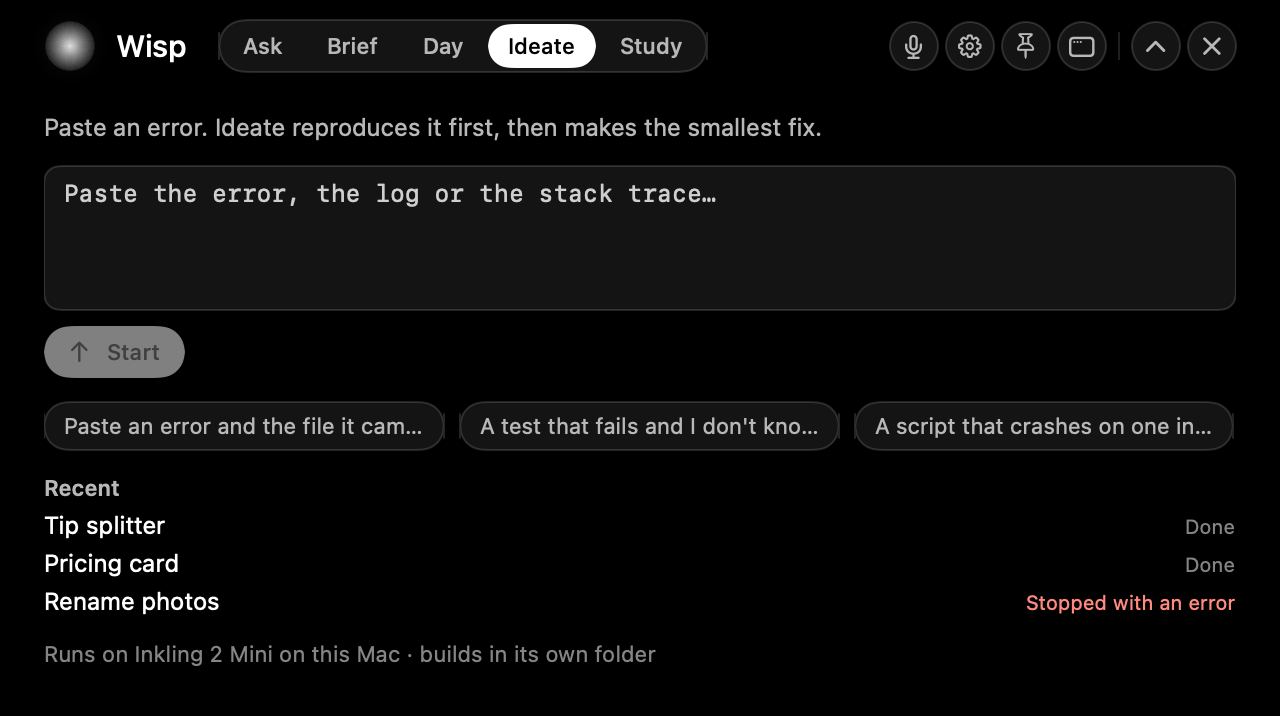 Wisp
Ask Brief Day Ideate Study
Paste an error. Ideate reproduces it first, then makes the smallest fix.
Paste the error, the log or the stack trace…
Start
Paste an error and the file it cam... A test that fails and I don't kno... A script that crashes on one in...
Recent
Tip splitter Done
Pricing card Done
Rename photos Stopped with an error
Runs on Inkling 2 Mini on this Mac · builds in its own folder